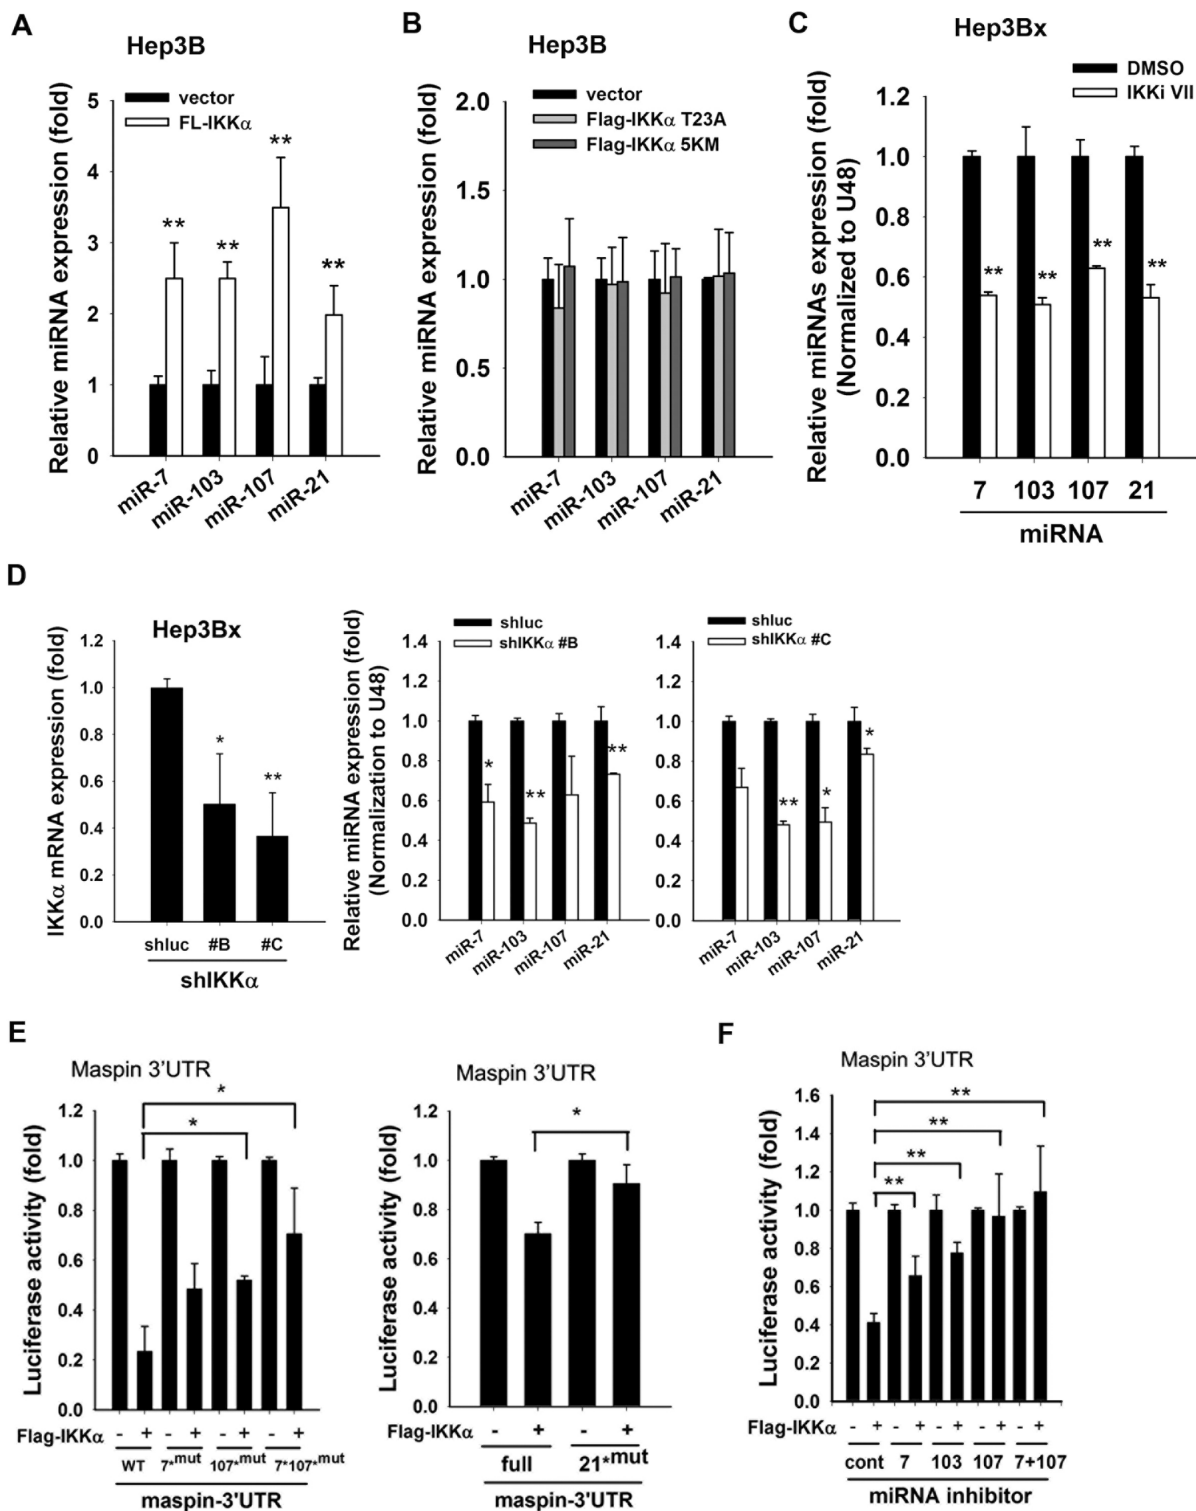 A
Hep3B
vector
FL-IKKα
Relative miRNA expression (fold)
5
4
3
2
1
0
**
**
**
**
miR-7
miR-103
miR-107
miR-21
B
Hep3B
vector
Flag-IKKα T23A
Flag-IKKα 5KM
Relative miRNA expression (fold)
2.0
1.5
1.0
0.5
0.0
miR-7
miR-103
miR-107
miR-21
C
Hep3Bx
DMSO
IKKi VII
Relative miRNAs expression (fold)
(Normalized to U48)
1.2
1.0
0.8
0.6
0.4
0.2
0.0
**
**
**
**
7 103 107 21
miRNA
D
Hep3Bx
IKKα mRNA expression (fold)
1.2
1.0
0.8
0.6
0.4
0.2
0.0
*
**
shluc #B #C
shIKKα
shluc
shIKKα #B
Relative miRNA expression (fold)
(Normalization to U48)
1.4
1.2
1.0
0.8
0.6
0.4
0.2
0.0
*
**
**
miR-7
miR-103
miR-107
miR-21
shluc
shIKKα #C
1.4
1.2
1.0
0.8
0.6
0.4
0.2
0.0
**
*
*
miR-7
miR-103
miR-107
miR-21
E
Maspin 3'UTR
Luciferase activity (fold)
1.2
1.0
0.8
0.6
0.4
0.2
0.0
*
*
Flag-IKKα - + - + - + - +
WT 7*mut 107*mut 7*107*mut
maspin-3'UTR
Maspin 3'UTR
Luciferase activity (fold)
1.2
1.0
0.8
0.6
0.4
0.2
0.0
*
Flag-IKKα - + - +
full 21*mut
maspin-3'UTR
F
Maspin 3'UTR
Luciferase activity (fold)
1.6
1.4
1.2
1.0
0.8
0.6
0.4
0.2
0.0
**
**
**
**
Flag-IKKα - + - + - + - + - +
cont 7 103 107 7+107
miRNA inhibitor